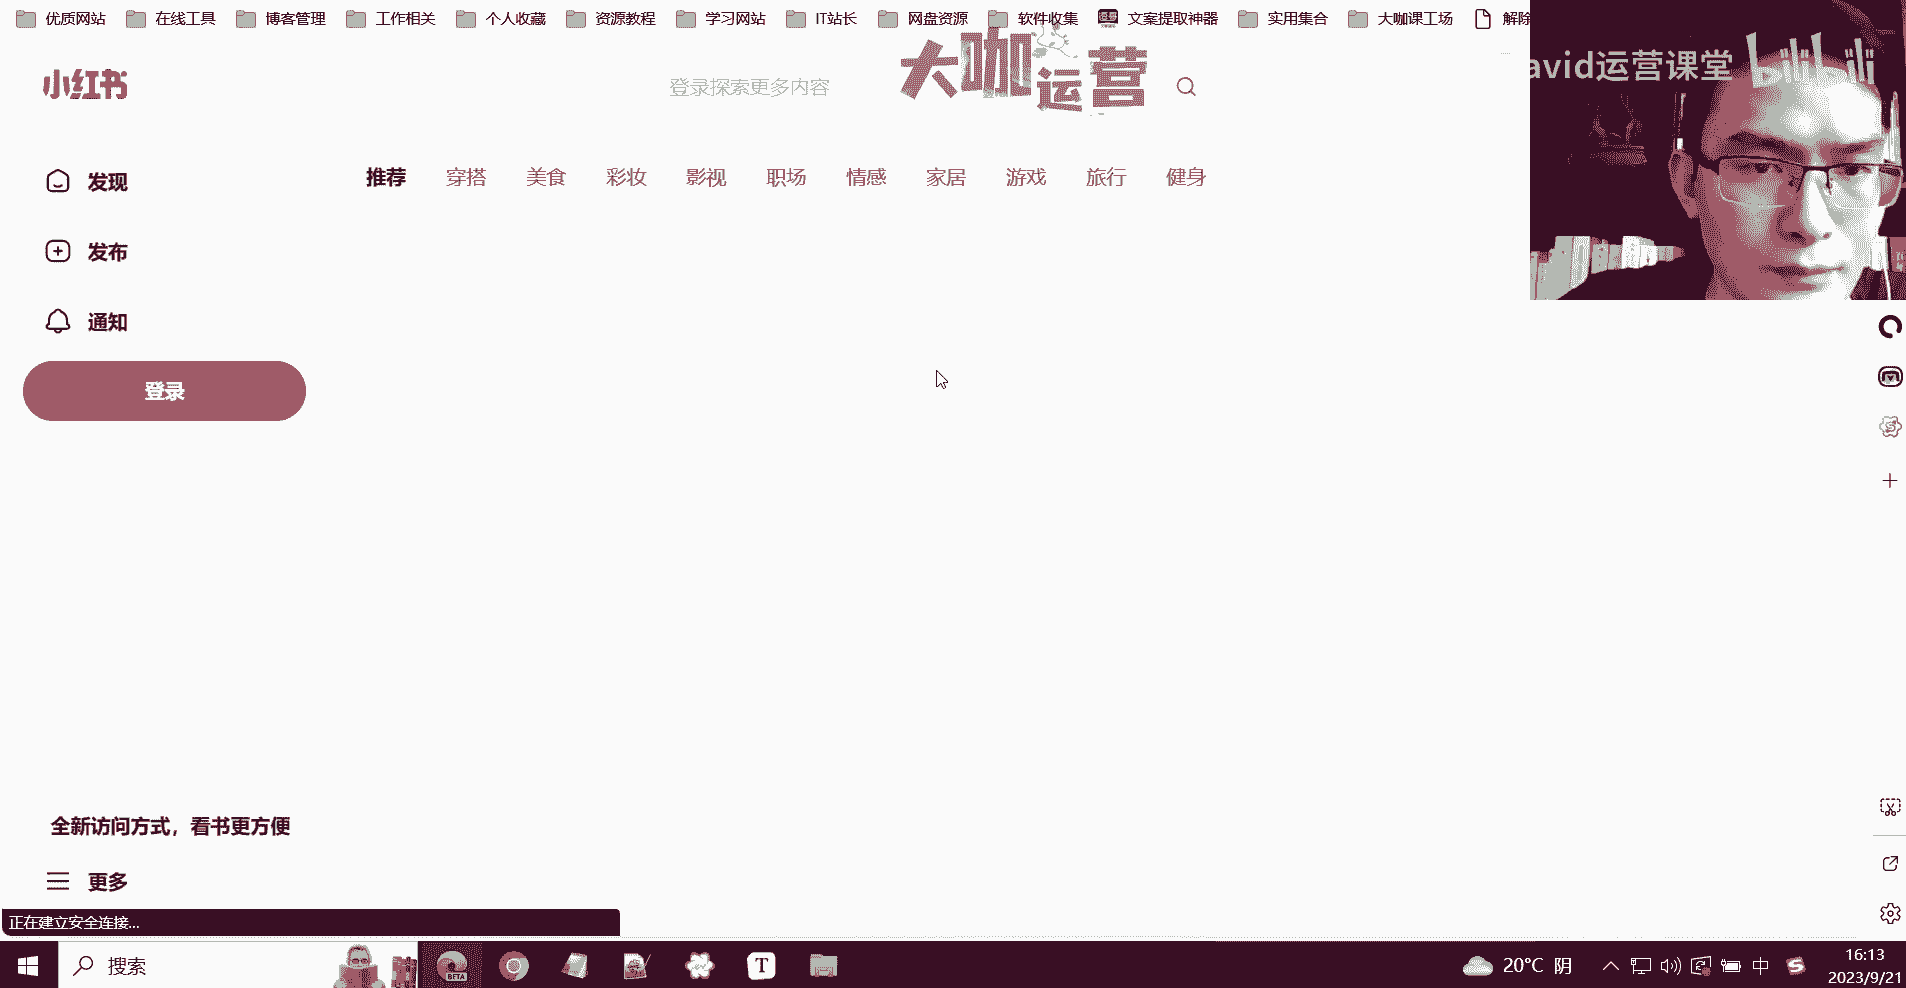 优质网站 在线工具 博客管理 工作相关 个人收藏 资源教程 学习网站 IT站长 网盘资源 软件收集 文案提取神器 实用集合 大咖课工场 解除
avid运营课堂 bilibili
小红书
登录探索更多内容
大咖运营
推荐 穿搭 美食 彩妆 影视 职场 情感 家居 游戏 旅行 健身
发现
发布
通知
登录
全新访问方式，看书更方便
更多
正在建立安全连接...
搜索
BETA
T
20°C 阴
中
S
16:13
2023/9/21